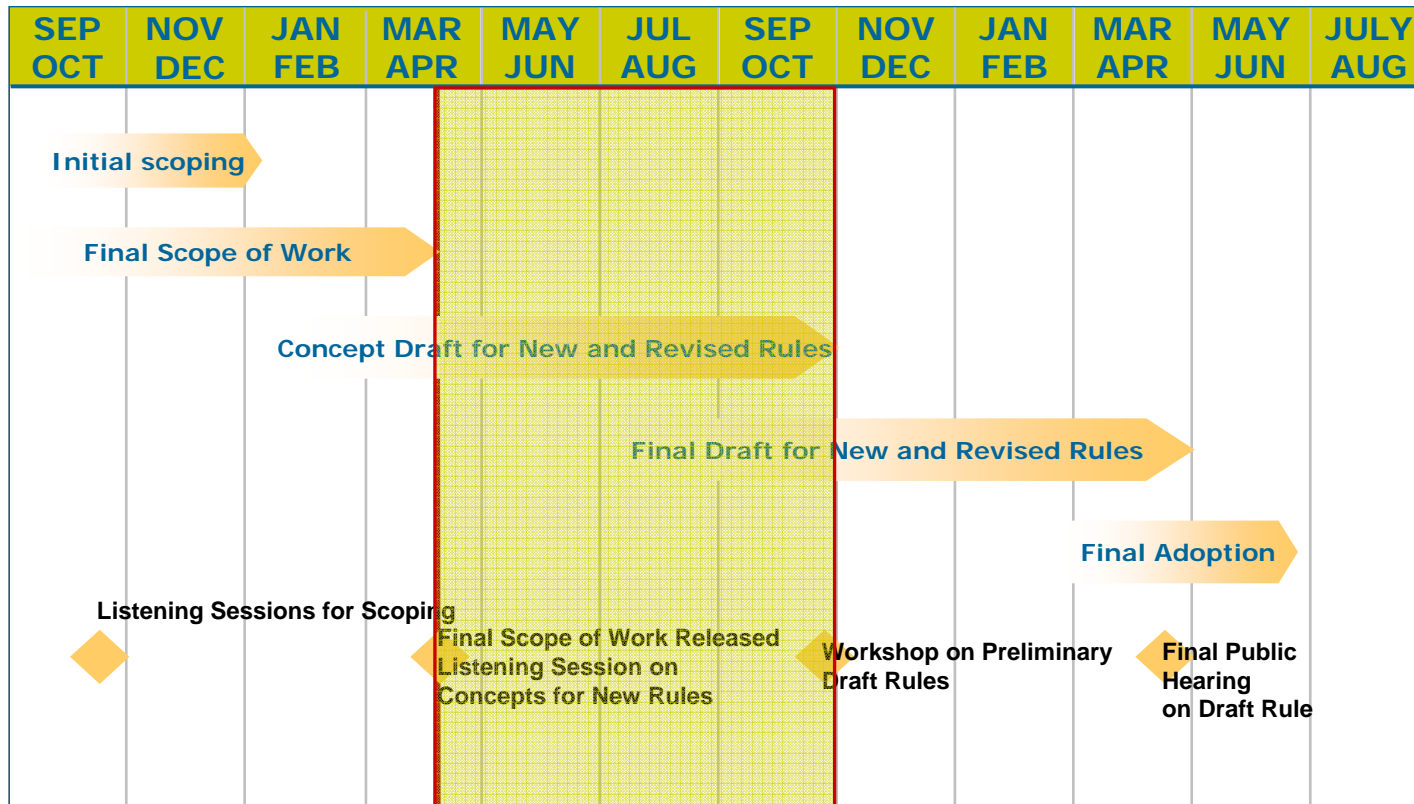 SEP NOV JAN MAR MAY JUL SEP NOV JAN MAR MAY JULY
OCT DEC FEB APR JUN AUG OCT DEC FEB APR JUN AUG
Initial scoping
Final Scope of Work
Concept Draft for New and Revised Rules
Final Draft for New and Revised Rules
Final Adoption
Listening Sessions for Scoping
Final Scope of Work Released
Listening Session on
Concepts for New Rules
Workshop on Preliminary
Draft Rules
Final Public
Hearing
on Draft Rule